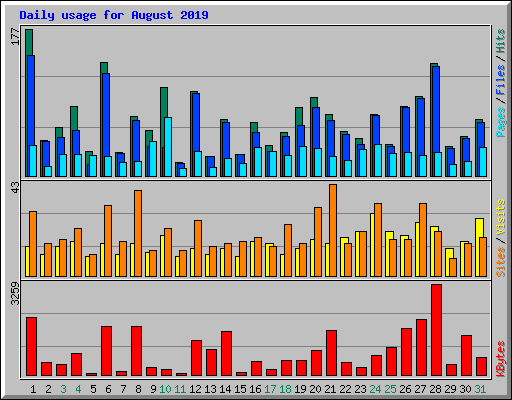 Daily usage for August 2019
177
Pages / Files / Hits
43
Sites / Visits
3259
KBytes
1 2 3 4 5 6 7 8 9 10 11 12 13 14 15 16 17 18 19 20 21 22 23 24 25 26 27 28 29 30 31